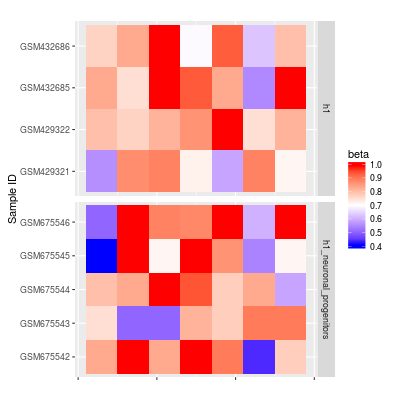 GSM432686
GSM432685
GSM429322
GSM429321
h1
GSM675546
GSM675545
GSM675544
GSM675543
GSM675542
h1_neuronal_progenitors
Sample ID
beta
1.0
0.9
0.8
0.7
0.6
0.5
0.4